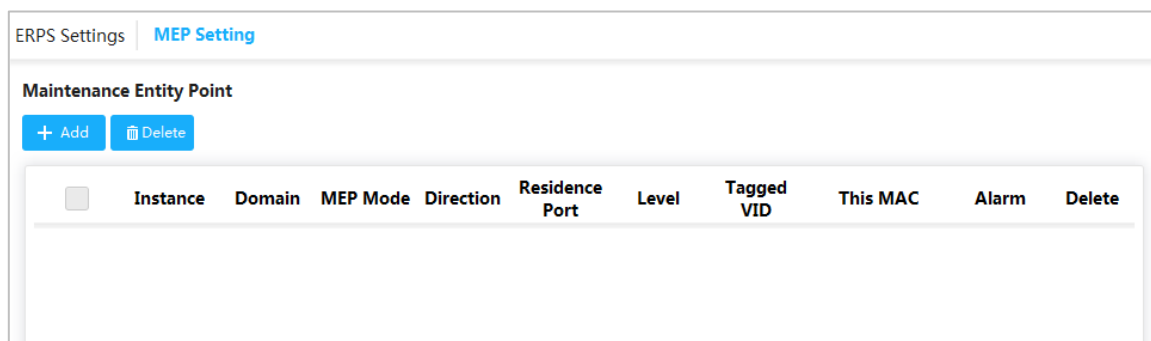 ERPS Settings MEP Setting
Maintenance Entity Point
+ Add Delete
Instance Domain MEP Mode Direction Residence Port Level Tagged VID This MAC Alarm Delete